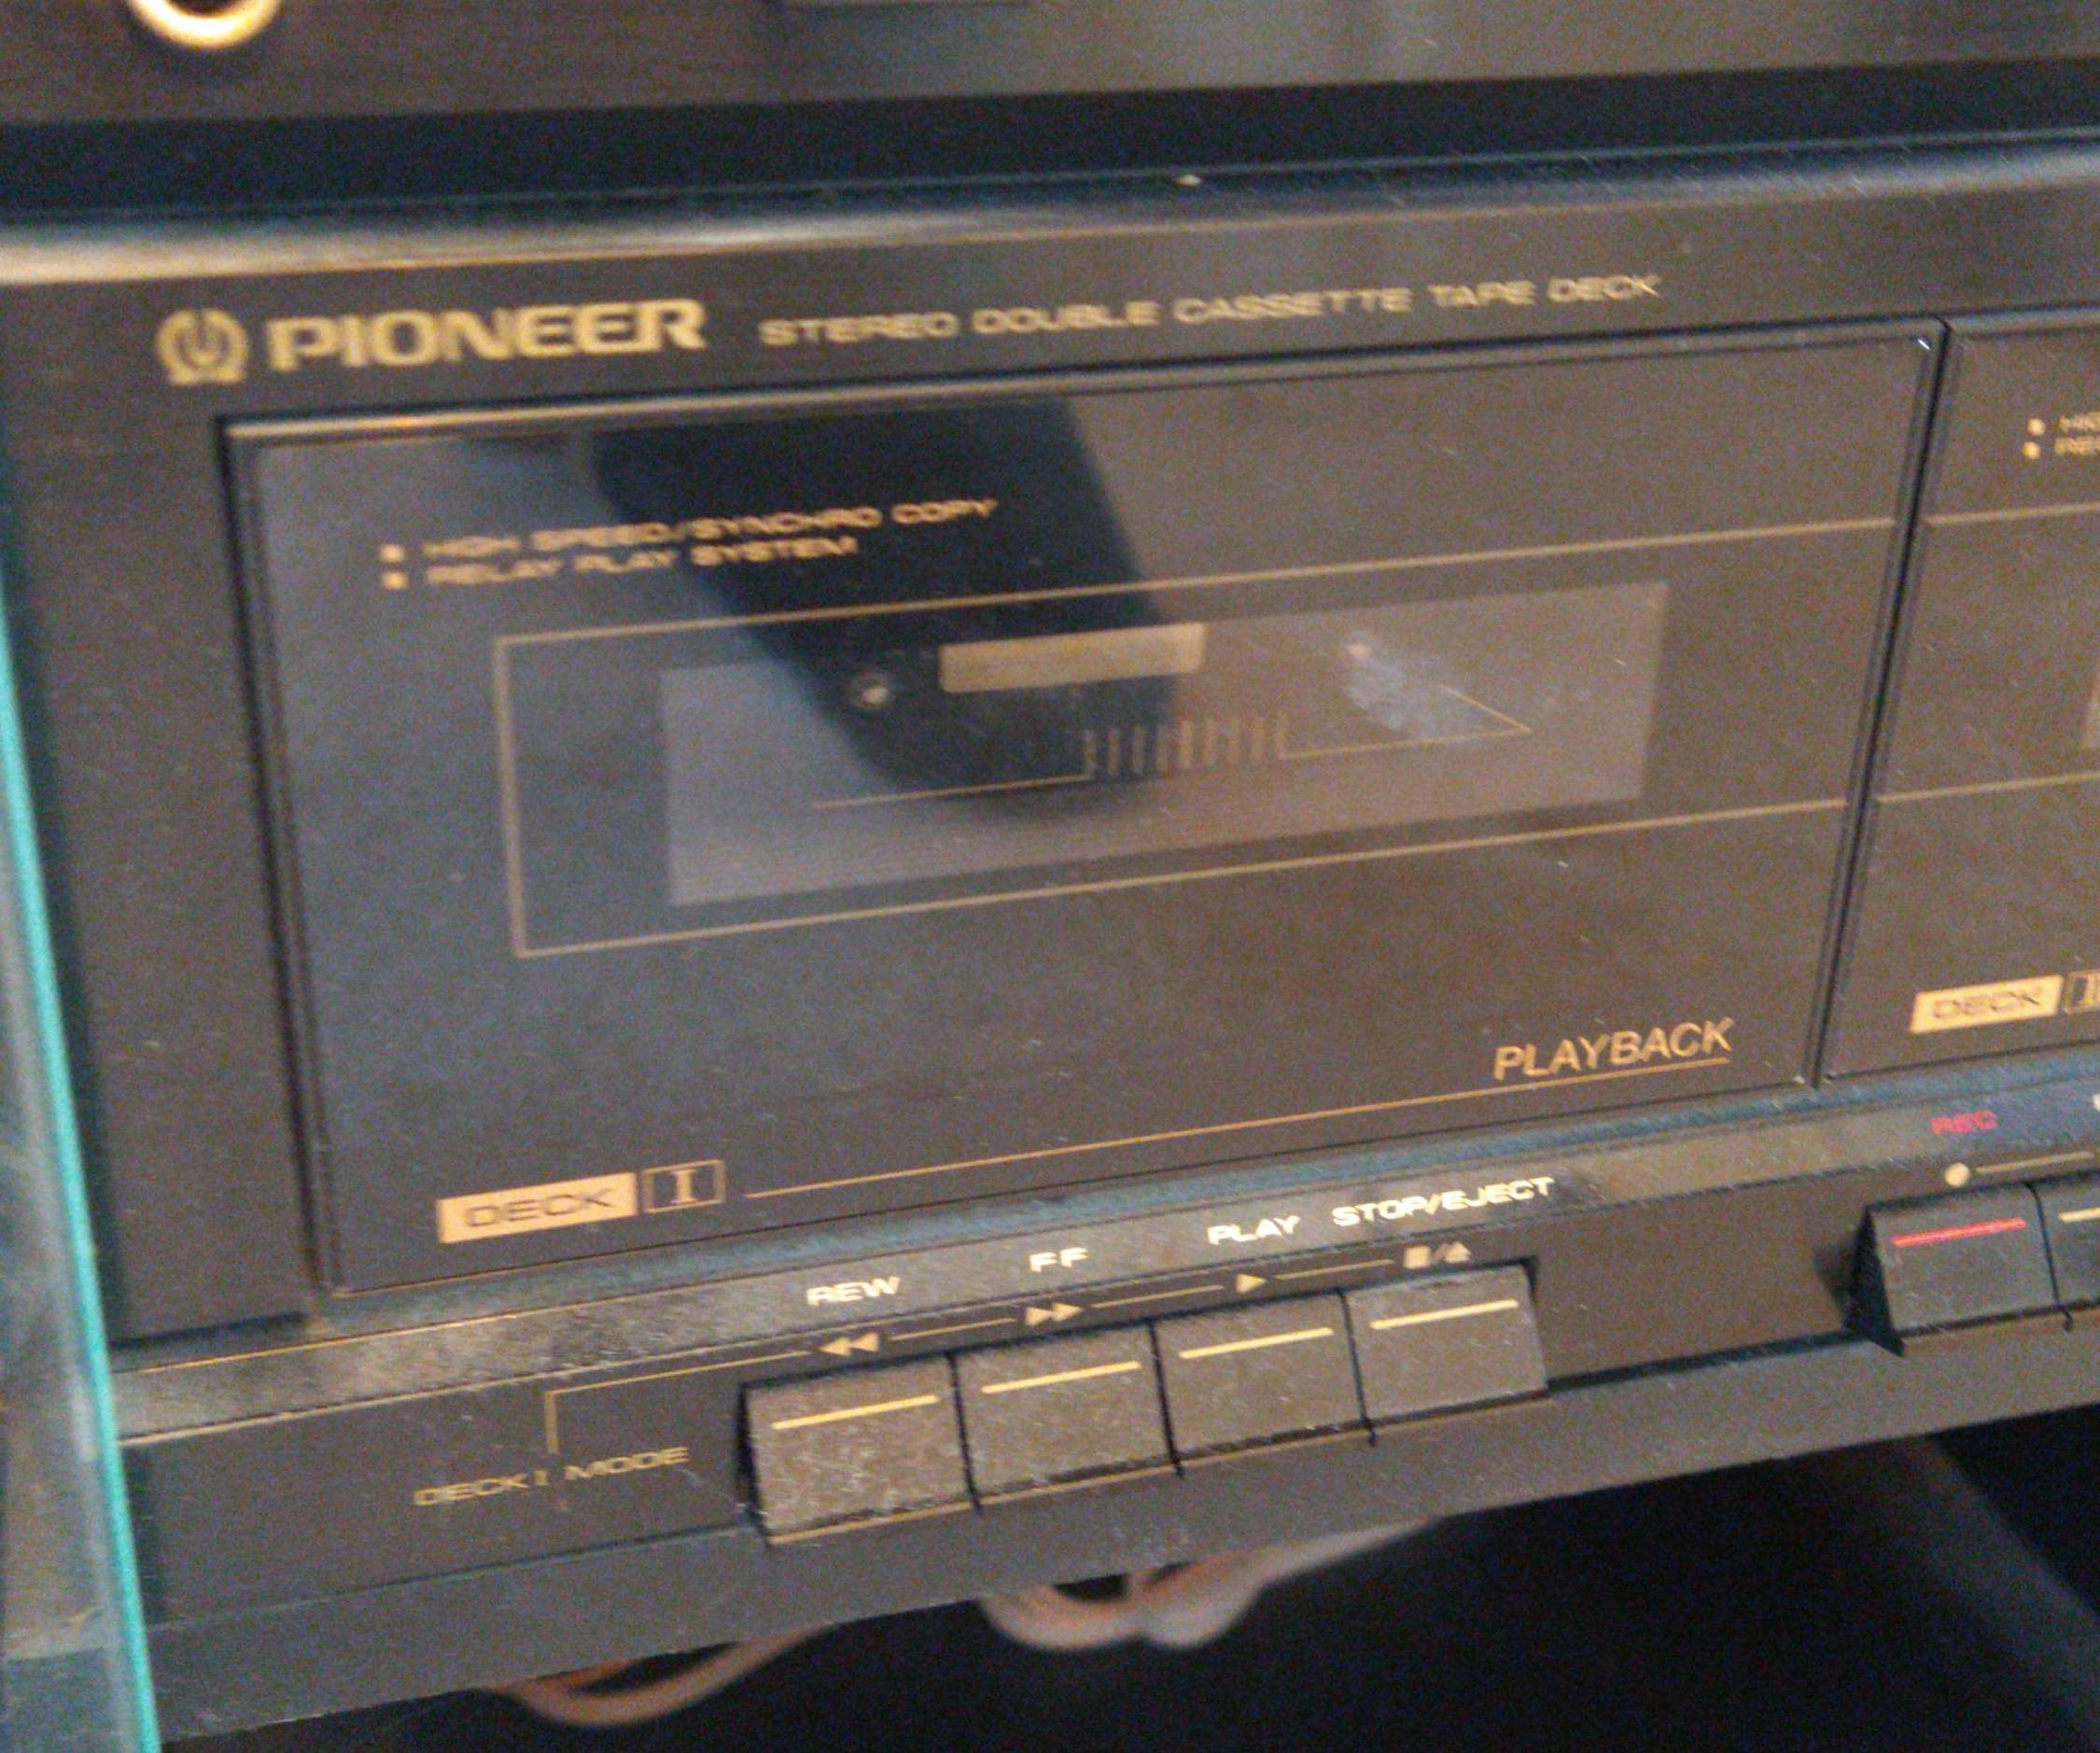 PIONEER STEREO DOUBLE CASSETTE TAPE DECK
HIGH SPEED/SYNCHRO COPY
RELAY PLAY SYSTEM
PLAYBACK
DECK I
DECK
REC
REW FF PLAY STOP/EJECT
DECK I MODE